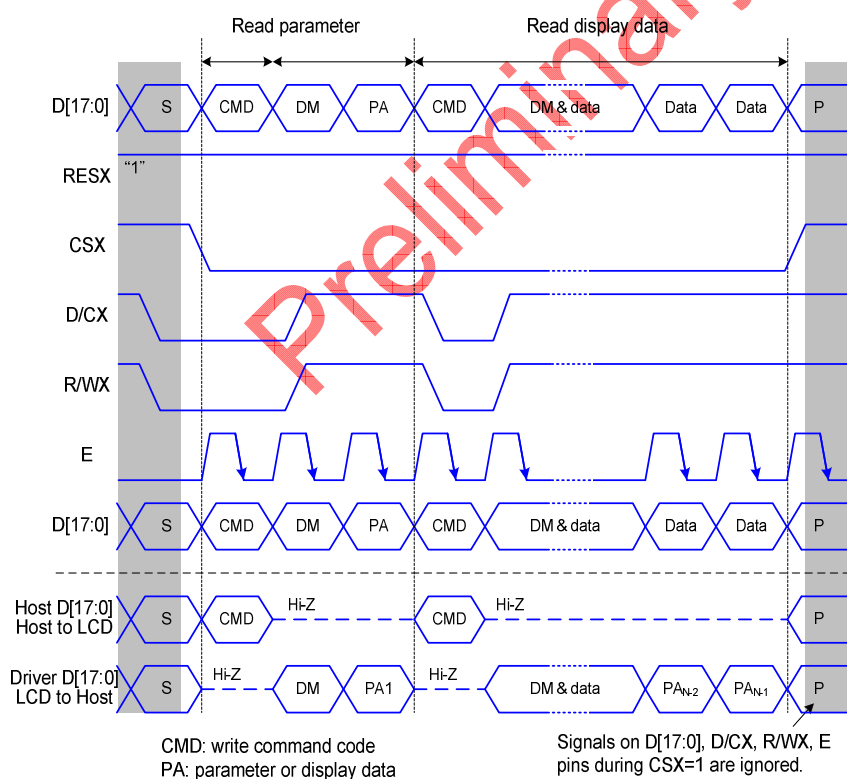 Read parameter Read display data
D[17:0] S CMD DM PA CMD DM & data Data Data P
RESX "1"
CSX
D/CX
R/WX
E
D[17:0] S CMD DM PA CMD DM & data Data Data P
Host D[17:0]
Host to LCD
S CMD Hi-Z CMD Hi-Z P
Driver D[17:0]
LCD to Host
S Hi-Z DM PA1 Hi-Z DM & data PAN-2 PAN-1 P
CMD: write command code
PA: parameter or display data
Signals on D[17:0], D/CX, R/WX, E
pins during CSX=1 are ignored.
Preliminary